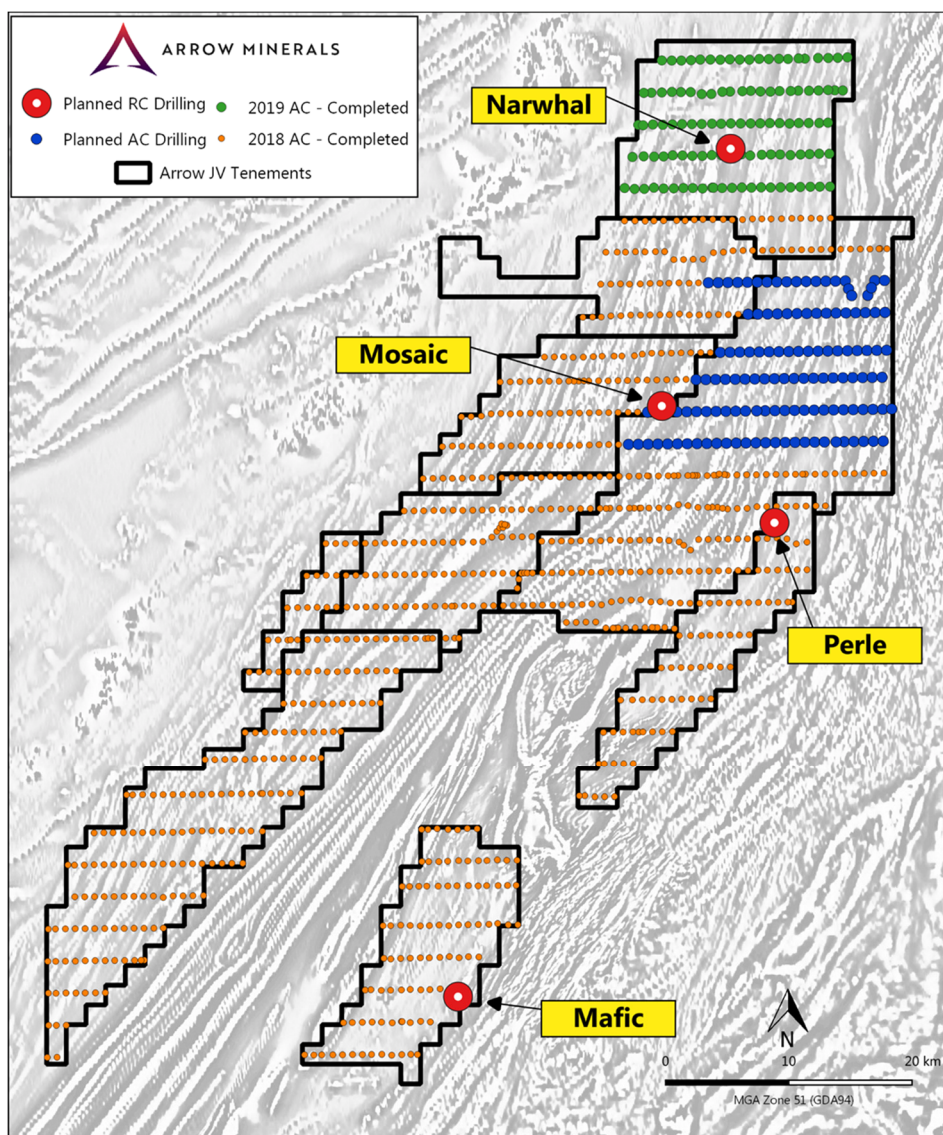 ARROW MINERALS
Planned RC Drilling
2019 AC - Completed
Planned AC Drilling
2018 AC - Completed
Arrow JV Tenements
Narwhal
Mosaic
Perle
Mafic
N
0 10 20 km
MGA Zone 51 (GDA94)